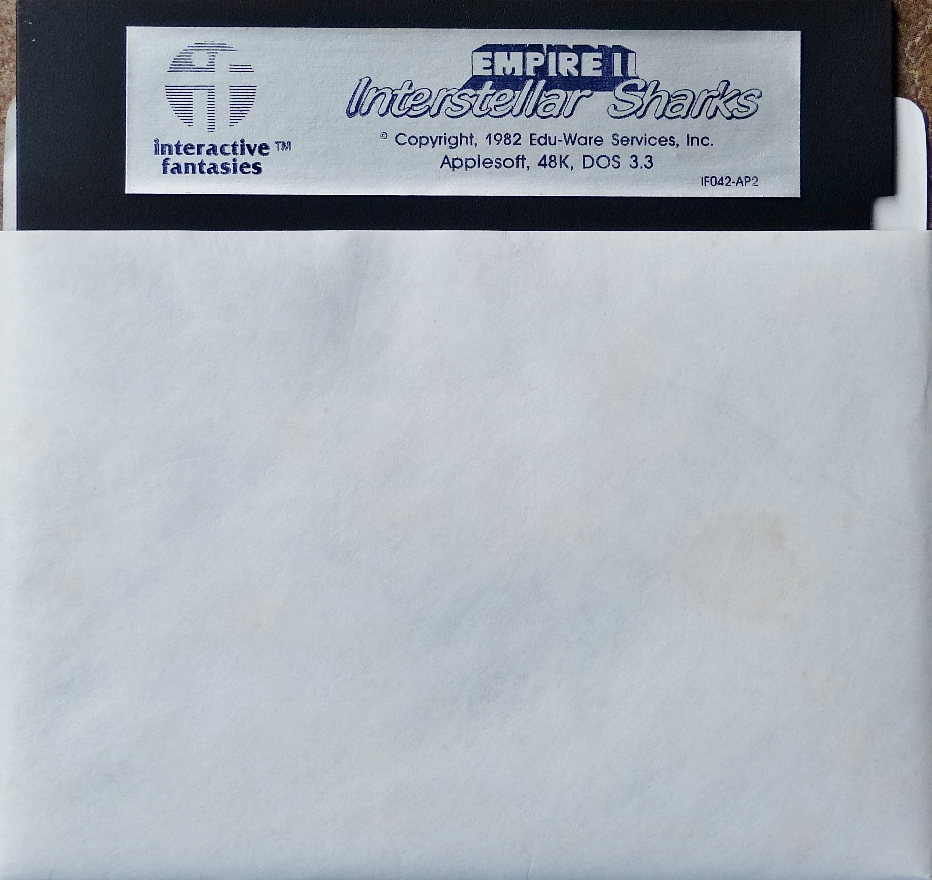 interactive™
fantasies
EMPIRE II
Interstellar Sharks
© Copyright, 1982 Edu-Ware Services, Inc.
Applesoft, 48K, DOS 3.3
IF042-AP2